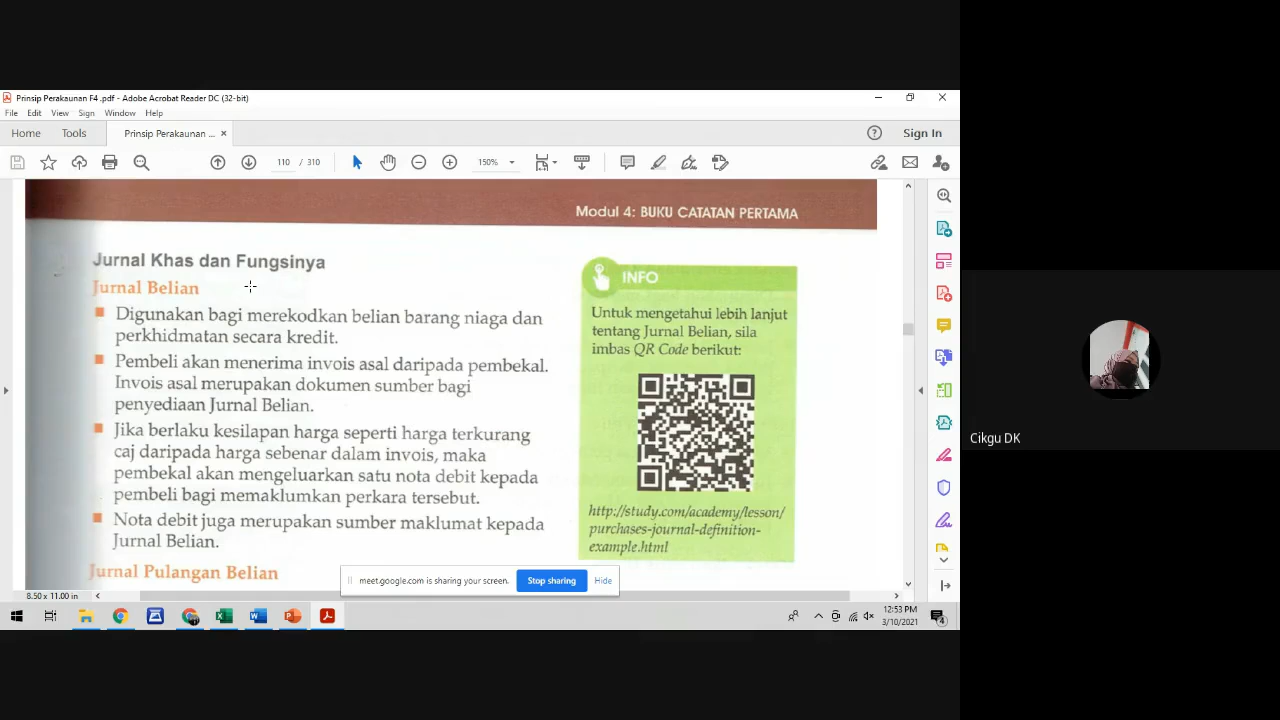 Prinsip Perakaunan F4 .pdf - Adobe Acrobat Reader DC (32-bit)
File Edit View Sign Window Help
Home Tools Prinsip Perakaunan ... × Sign In
110 / 310 150%
Modul 4: BUKU CATATAN PERTAMA
Jurnal Khas dan Fungsinya
Jurnal Belian
Digunakan bagi merekodkan belian barang niaga dan
perkhidmatan secara kredit.
Pembeli akan menerima invois asal daripada pembekal.
Invois asal merupakan dokumen sumber bagi
penyediaan Jurnal Belian.
Jika berlaku kesilapan harga seperti harga terkurang
caj daripada harga sebenar dalam invois, maka
pembekal akan mengeluarkan satu nota debit kepada
pembeli bagi memaklumkan perkara tersebut.
Nota debit juga merupakan sumber maklumat kepada
Jurnal Belian.
Jurnal Pulangan Belian
INFO
Untuk mengetahui lebih lanjut
tentang Jurnal Belian, sila
imbas QR Code berikut:
http://study.com/academy/lesson/
purchases-journal-definition-
example.html
meet.google.com is sharing your screen. Stop sharing Hide
8.50 x 11.00 in
12:53 PM
3/10/2021
4
Cikgu DK